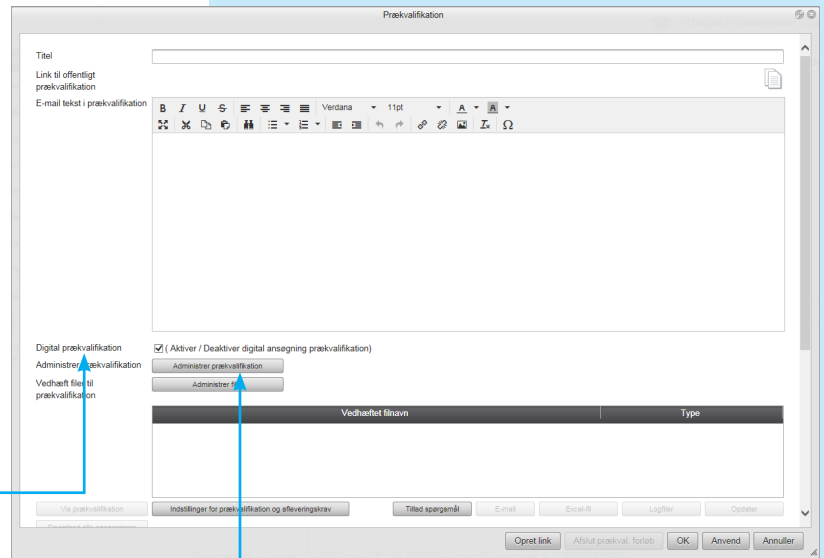 Prækvalifikation
Titel
Link til offentligt
prækvalifikation
E-mail tekst i prækvalifikation
B I U S Verdana 11pt A A
Ω
Digital prækvalifikation
( Aktiver / Deaktiver digital ansøgning prækvalifikation)
Administrer prækvalifikation
Administrer prækvalifikation
Vedhæft filer til
prækvalifikation
Administrer filer
Vedhæftet filnavn Type
Vis prækvalifikation Indstillinger for prækvalifikation og afleveringskrav Tillad spørgsmål E-mail Excel-fil Logfiler Opdater
Opret link Afslut prækval. forløb OK Anvend Annuller